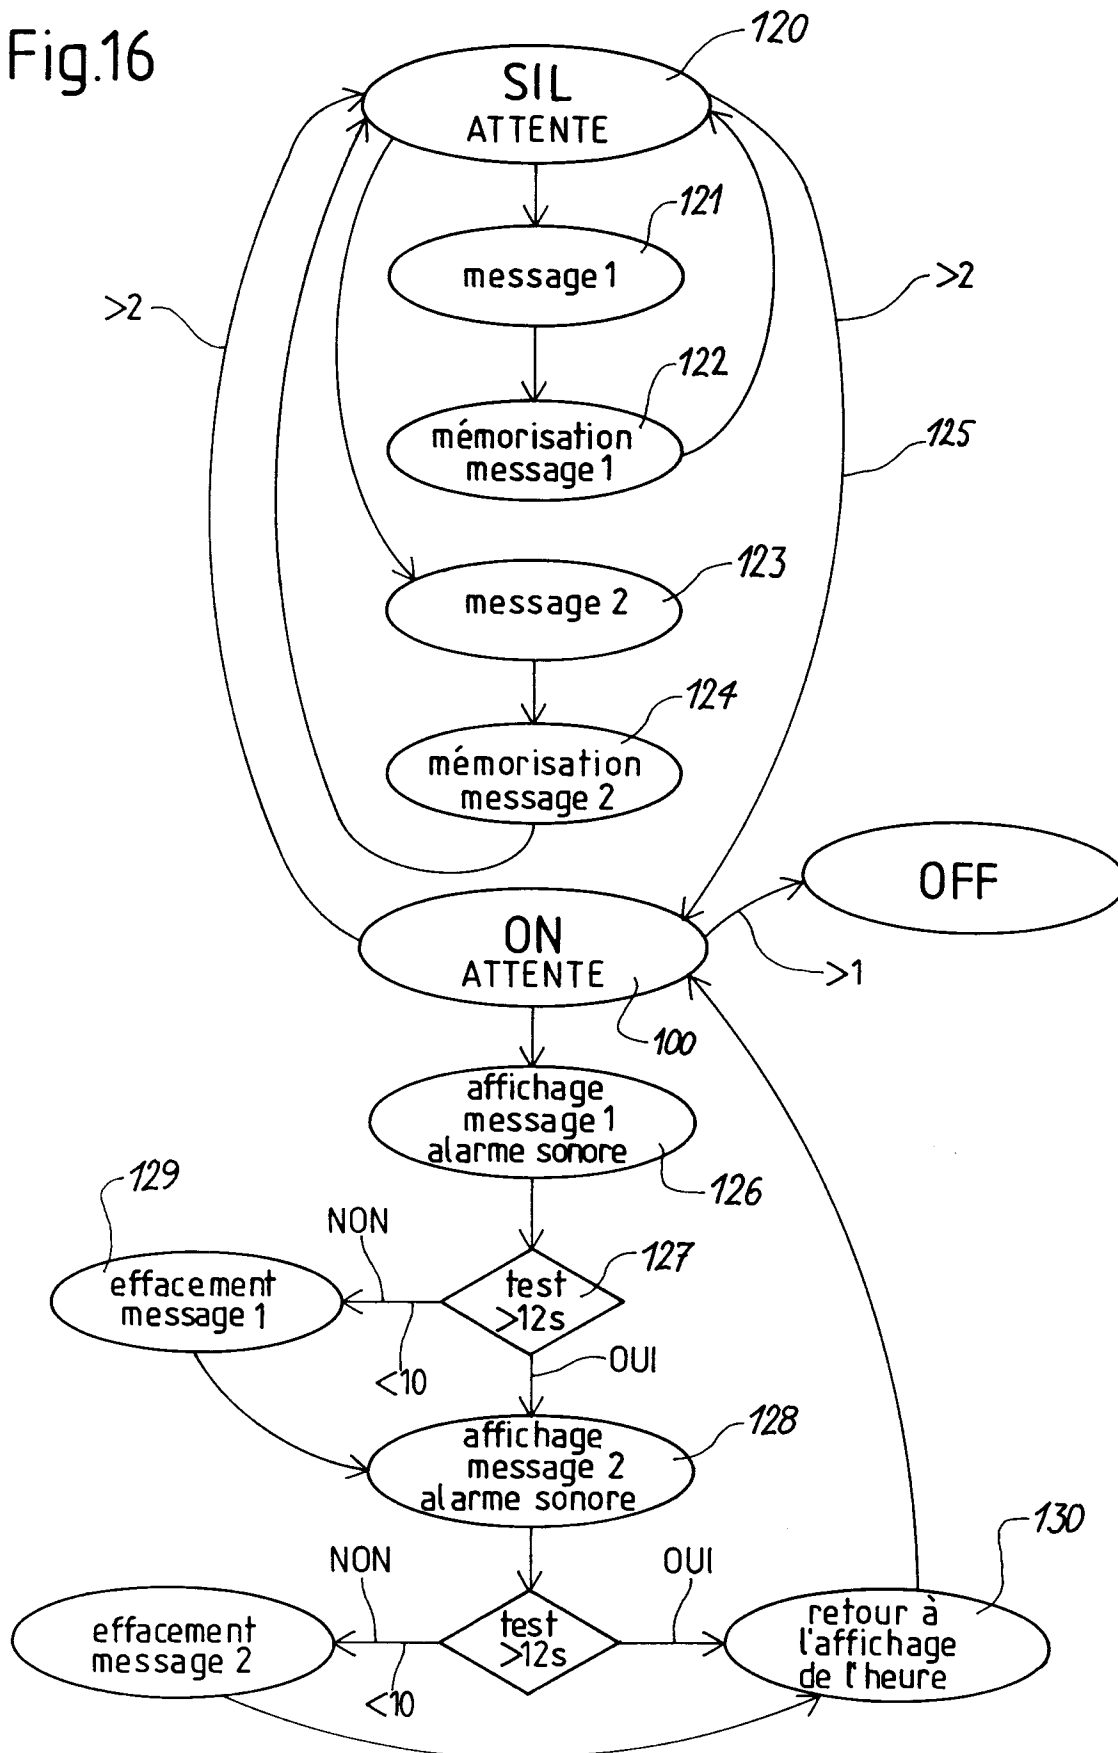 Fig.16
120
SIL
ATTENTE
121
message 1
>2
>2
122
mémorisation
message 1
125
123
message 2
124
mémorisation
message 2
OFF
ON
ATTENTE
>1
100
affichage
message 1
alarme sonore
126
129
NON
127
effacement
message 1
test
>12s
<10
OUI
128
affichage
message 2
alarme sonore
130
NON
OUI
effacement
message 2
test
>12s
retour à
l'affichage
de l'heure
<10